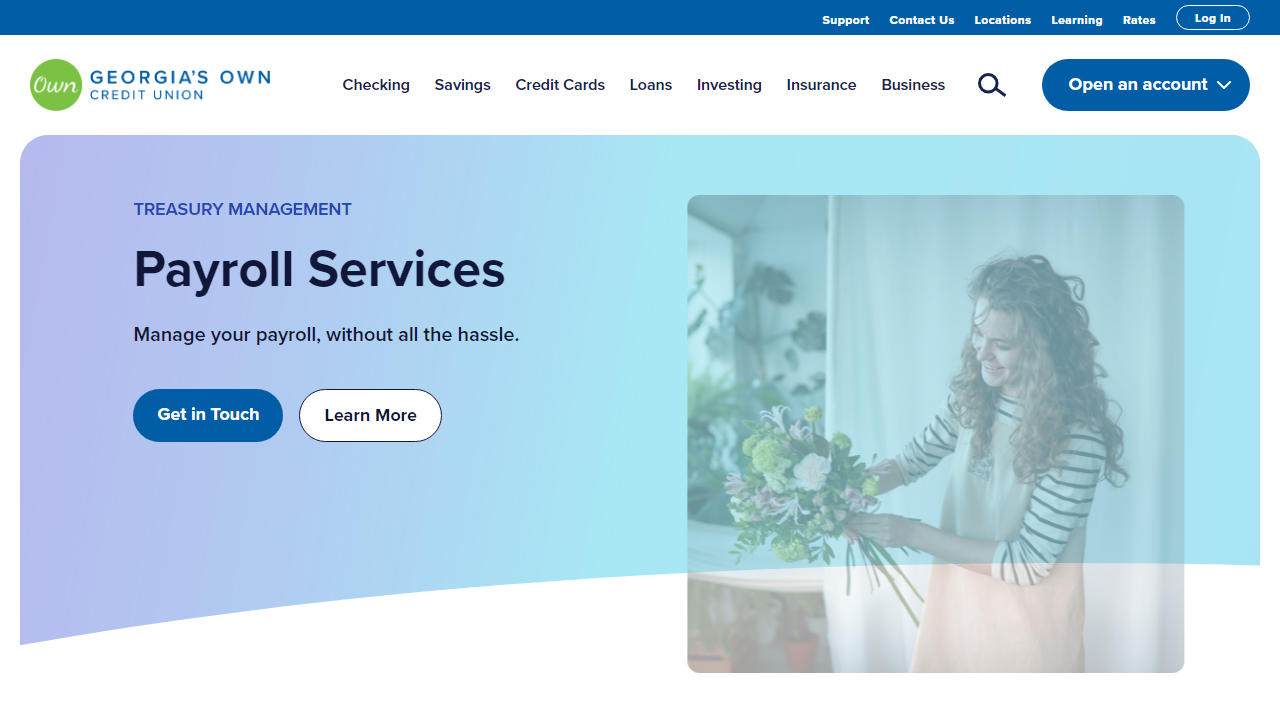 Support Contact Us Locations Learning Rates Log In
Own GEORGIA'S OWN
CREDIT UNION
Checking Savings Credit Cards Loans Investing Insurance Business Open an account
TREASURY MANAGEMENT
Payroll Services
Manage your payroll, without all the hassle.
Get in Touch Learn More